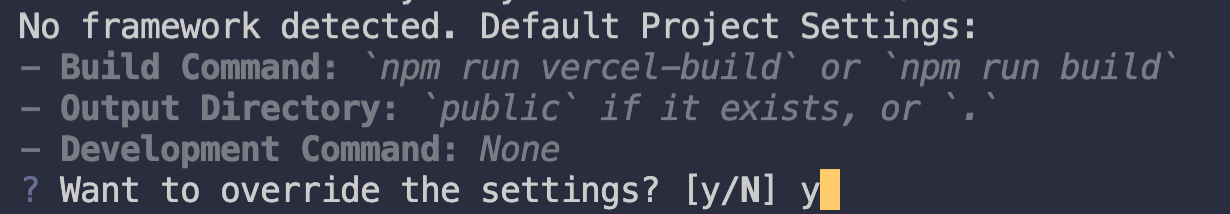 No framework detected. Default Project Settings:
– Build Command: `npm run vercel-build` or `npm run build`
– Output Directory: `public` if it exists, or `.`
– Development Command: None
? Want to override the settings? [y/N] y